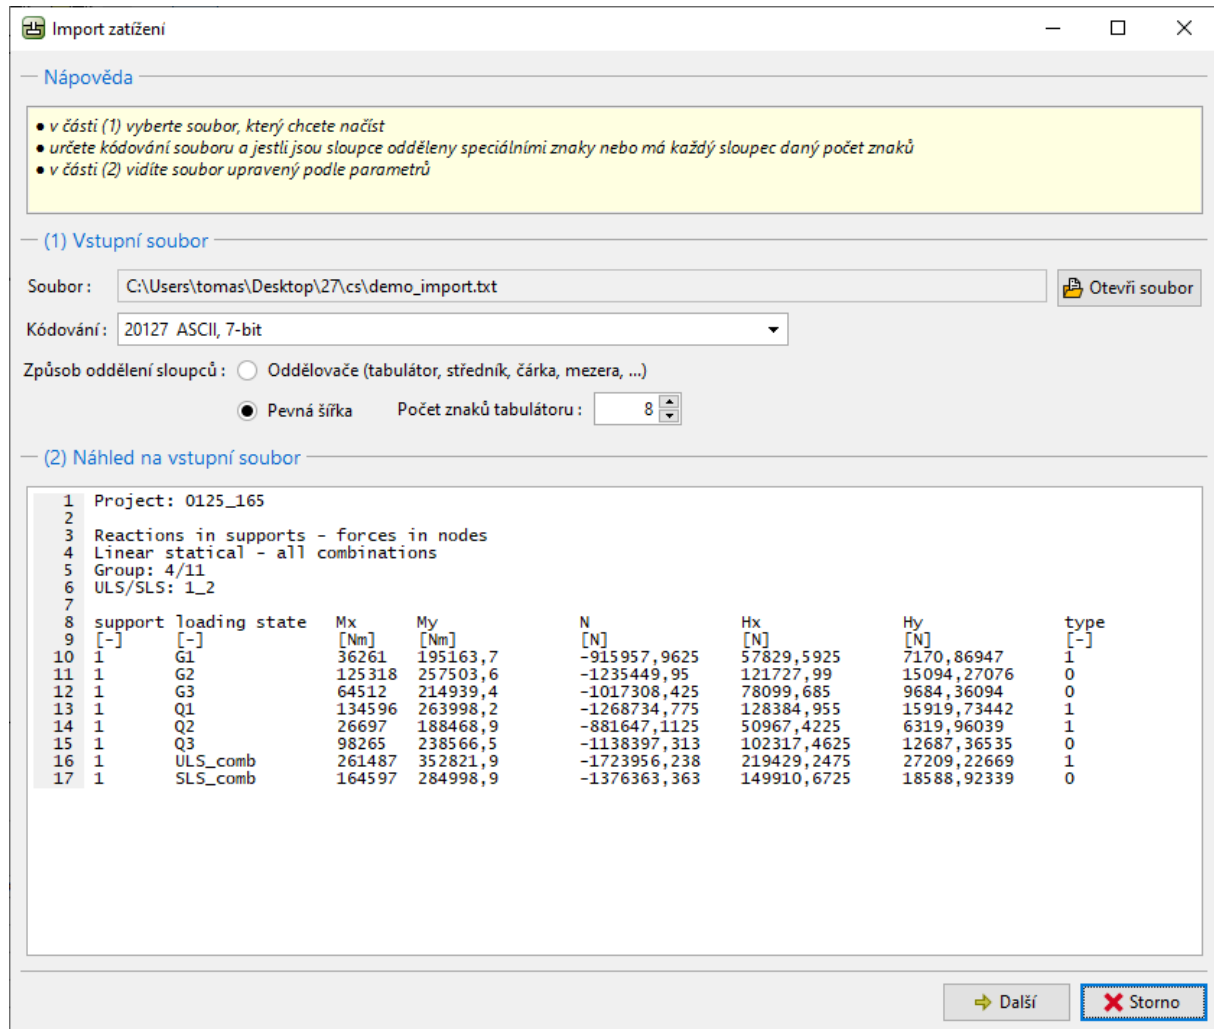 Import zatížení
Nápověda
• v části (1) vyberte soubor, který chcete načíst
• určete kódování souboru a jestli jsou sloupce odděleny speciálními znaky nebo má každý sloupec daný počet znaků
• v části (2) vidíte soubor upravený podle parametrů
(1) Vstupní soubor
Soubor : C:\Users\tomas\Desktop\27\cs\demo_import.txt Otevři soubor
Kódování : 20127 ASCII, 7-bit
Způsob oddělení sloupců : Oddělovače (tabulátor, středník, čárka, mezera, ...)
Pevná šířka Počet znaků tabulátoru : 8
(2) Náhled na vstupní soubor
1 Project: 0125_165
2
3 Reactions in supports - forces in nodes
4 Linear statical - all combinations
5 Group: 4/11
6 ULS/SLS: 1_2
7
8 support loading state Mx My N Hx Hy type
9 [-] [-] [Nm] [Nm] [N] [N] [N] [-]
10 1 G1 36261 195163,7 -915957,9625 57829,5925 7170,86947 1
11 1 G2 125318 257503,6 -1235449,95 121727,99 15094,27076 0
12 1 G3 64512 214939,4 -1017308,425 78099,685 9684,36094 0
13 1 Q1 134596 263998,2 -1268734,775 128384,955 15919,73442 1
14 1 Q2 26697 188468,9 -881647,1125 50967,4225 6319,96039 1
15 1 Q3 98265 238566,5 -1138397,313 102317,4625 12687,36535 0
16 1 ULS_comb 261487 352821,9 -1723956,238 219429,2475 27209,22669 1
17 1 SLS_comb 164597 284998,9 -1376363,363 149910,6725 18588,92339 0
Další Storno